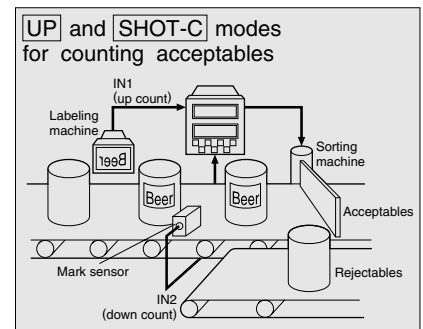 UP and SHOT-C modes
for counting acceptables
IN1
(up count)
Labeling
machine
Beer
Sorting
machine
Beer
Beer
Acceptables
Mark sensor
Rejectables
IN2
(down count)